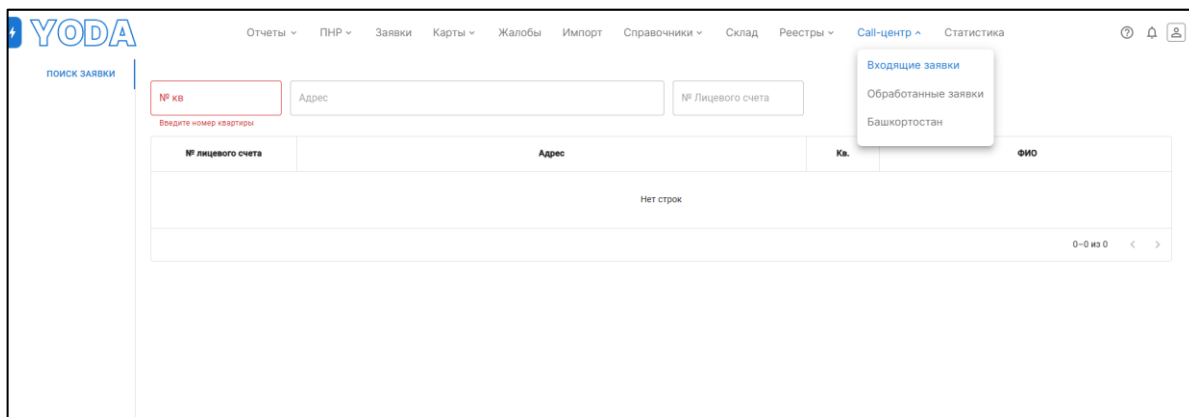 YODA
Отчеты ПНР Заявки Карты Жалобы Импорт Справочники Склад Реестры Call-центр Статистика
ПОИСК ЗАЯВКИ
Входящие заявки
Обработанные заявки
Башкортостан
№ кв Адрес № Лицевого счета
Введите номер квартиры
№ лицевого счета Адрес Кв. ФИО
Нет строк
0–0 из 0